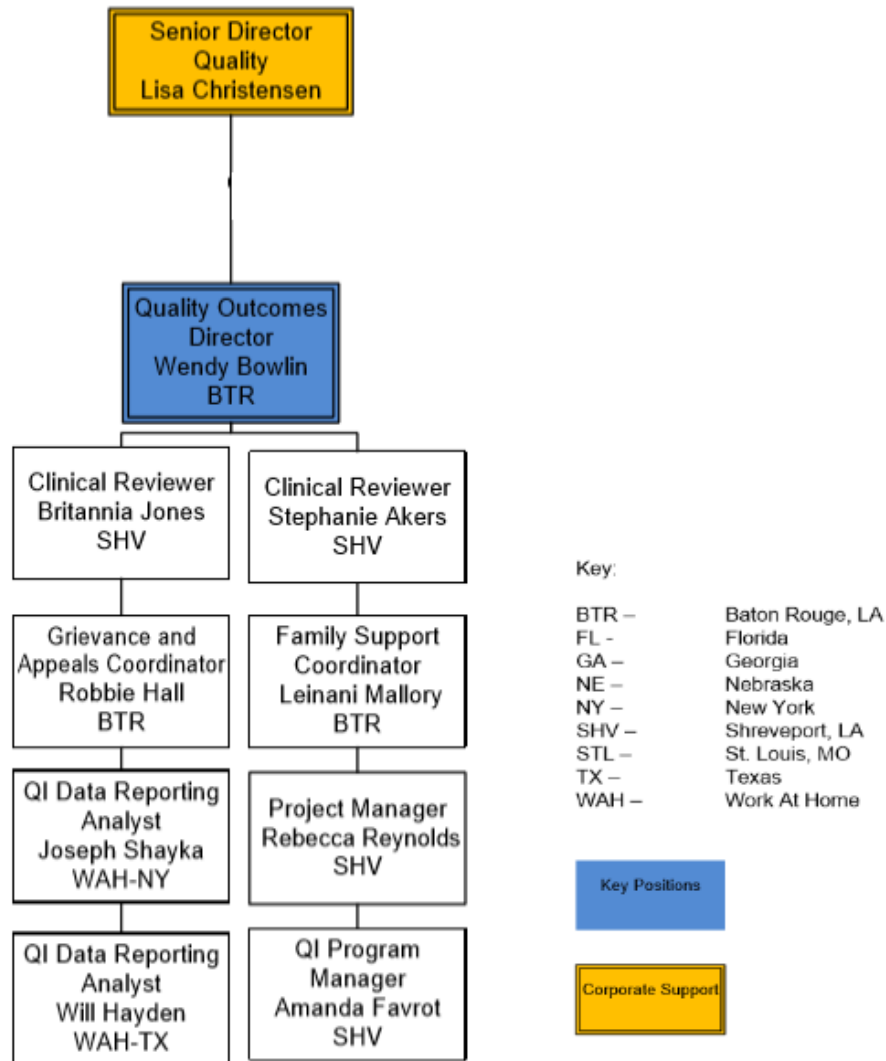 Senior Director
Quality
Lisa Christensen
Quality Outcomes
Director
Wendy Bowlin
BTR
Clinical Reviewer
Britannia Jones
SHV
Clinical Reviewer
Stephanie Akers
SHV
Grievance and
Appeals Coordinator
Robbie Hall
BTR
Family Support
Coordinator
Leinani Mallory
BTR
QI Data Reporting
Analyst
Joseph Shayka
WAH-NY
Project Manager
Rebecca Reynolds
SHV
QI Data Reporting
Analyst
Will Hayden
WAH-TX
QI Program
Manager
Amanda Favrot
SHV
Key:
BTR – Baton Rouge, LA
FL - Florida
GA – Georgia
NE – Nebraska
NY – New York
SHV – Shreveport, LA
STL – St. Louis, MO
TX – Texas
WAH – Work At Home
Key Positions
Corporate Support